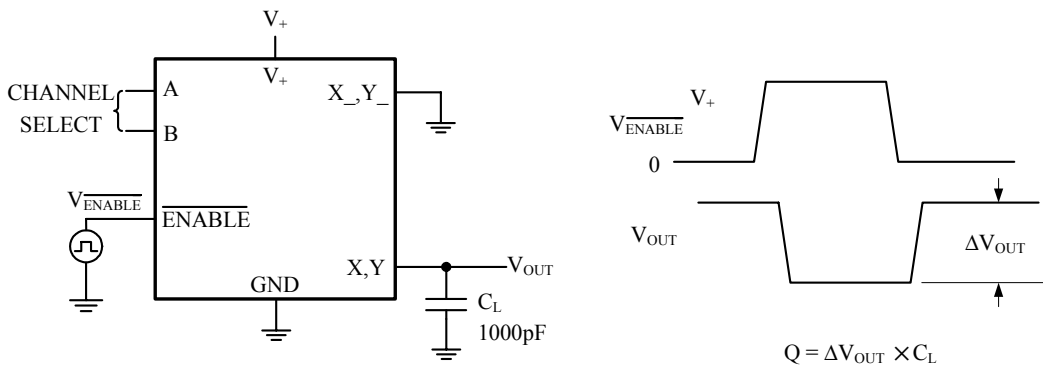 V+
V+
CHANNEL
SELECT
A
B
X_,Y_
VENABLE
ENABLE
X,Y
VOUT
GND
CL
1000pF
V+
VENABLE
0
VOUT
ΔVOUT
Q = ΔVOUT × CL